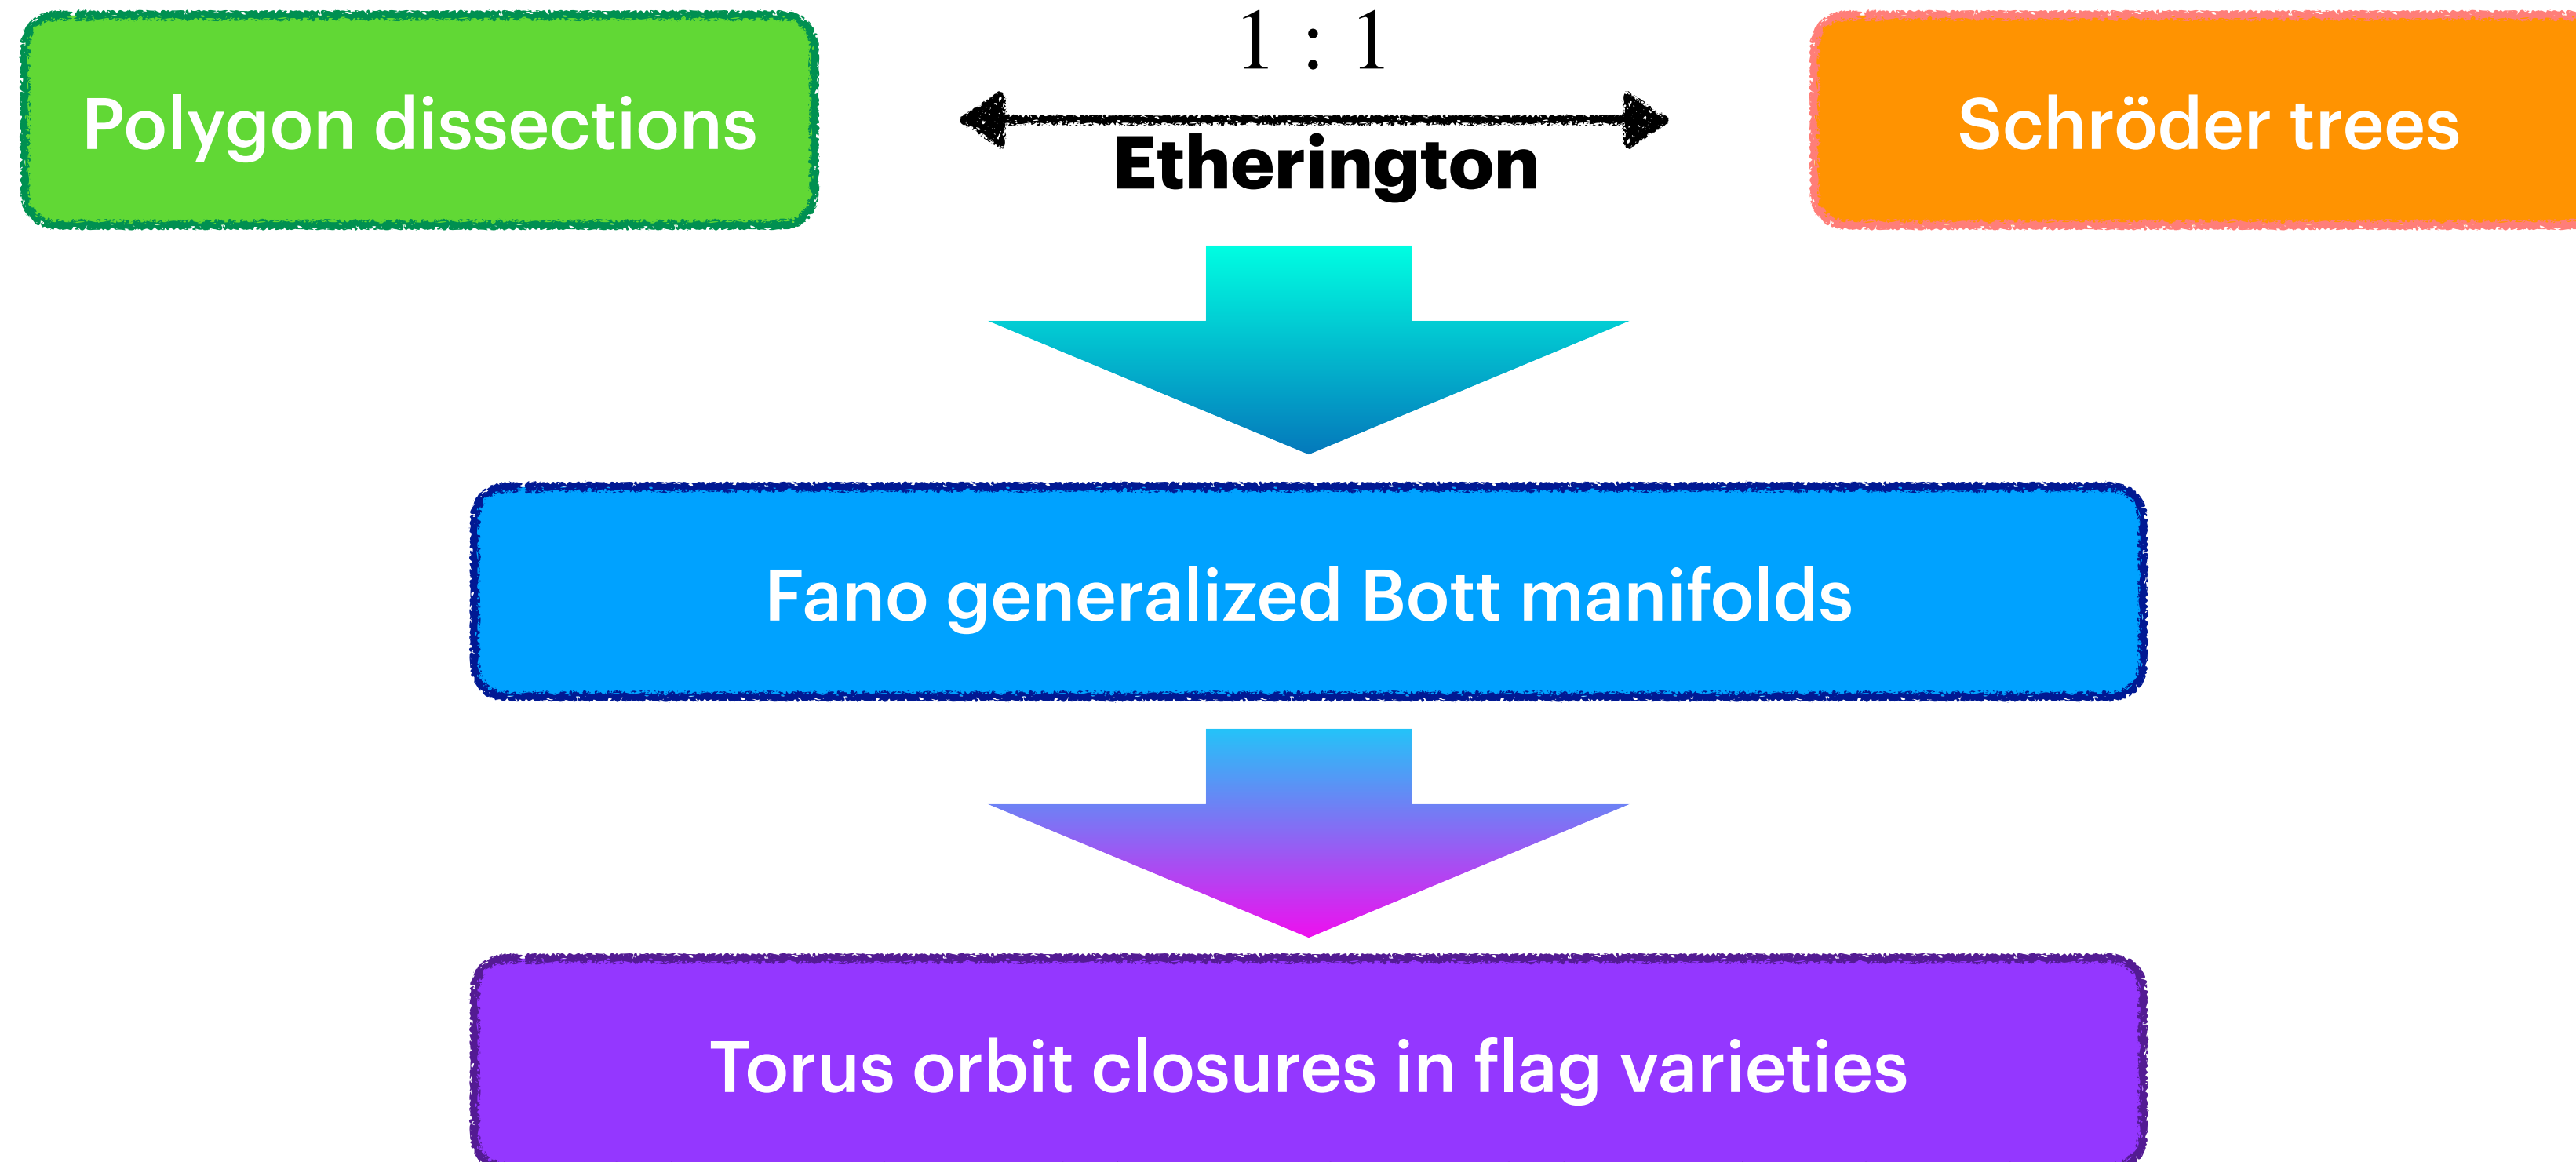 1 : 1
Polygon dissections
Etherington
Schröder trees
Fano generalized Bott manifolds
Torus orbit closures in flag varieties